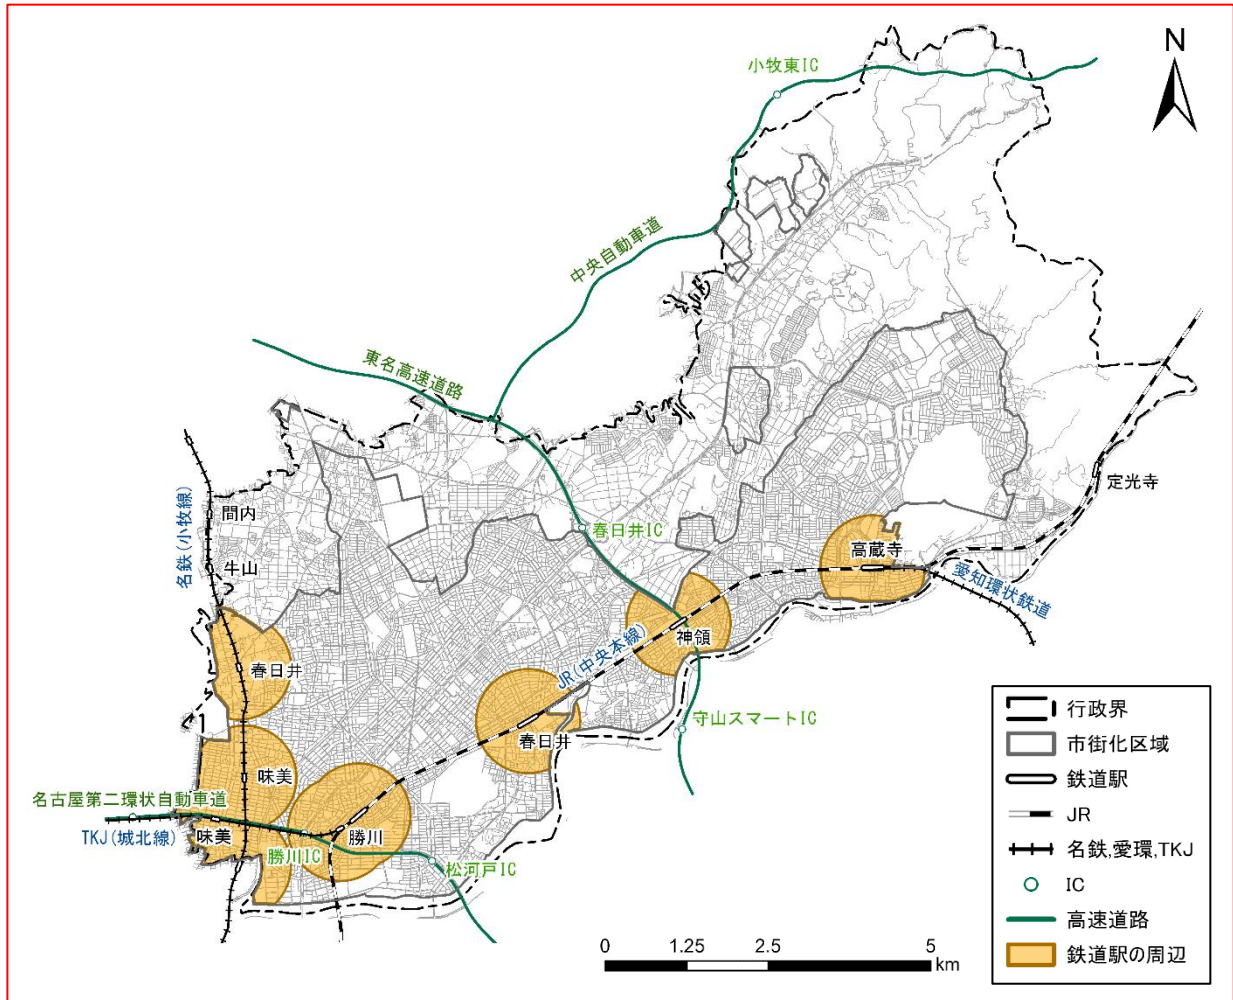 N
小牧東IC
中央自動車道
東名高速道路
定光寺
名鉄(小牧線)
間内
春日井IC
高蔵寺
牛山
愛知環状鉄道
神領
JR(中央本線)
春日井
守山スマートIC
春日井
味美
名古屋第二環状自動車道
TKJ(城北線)
味美
勝川
勝川IC
松河戸IC
行政界
市街化区域
鉄道駅
JR
名鉄,愛環,TKJ
IC
高速道路
鉄道駅の周辺
0 1.25 2.5 5
km